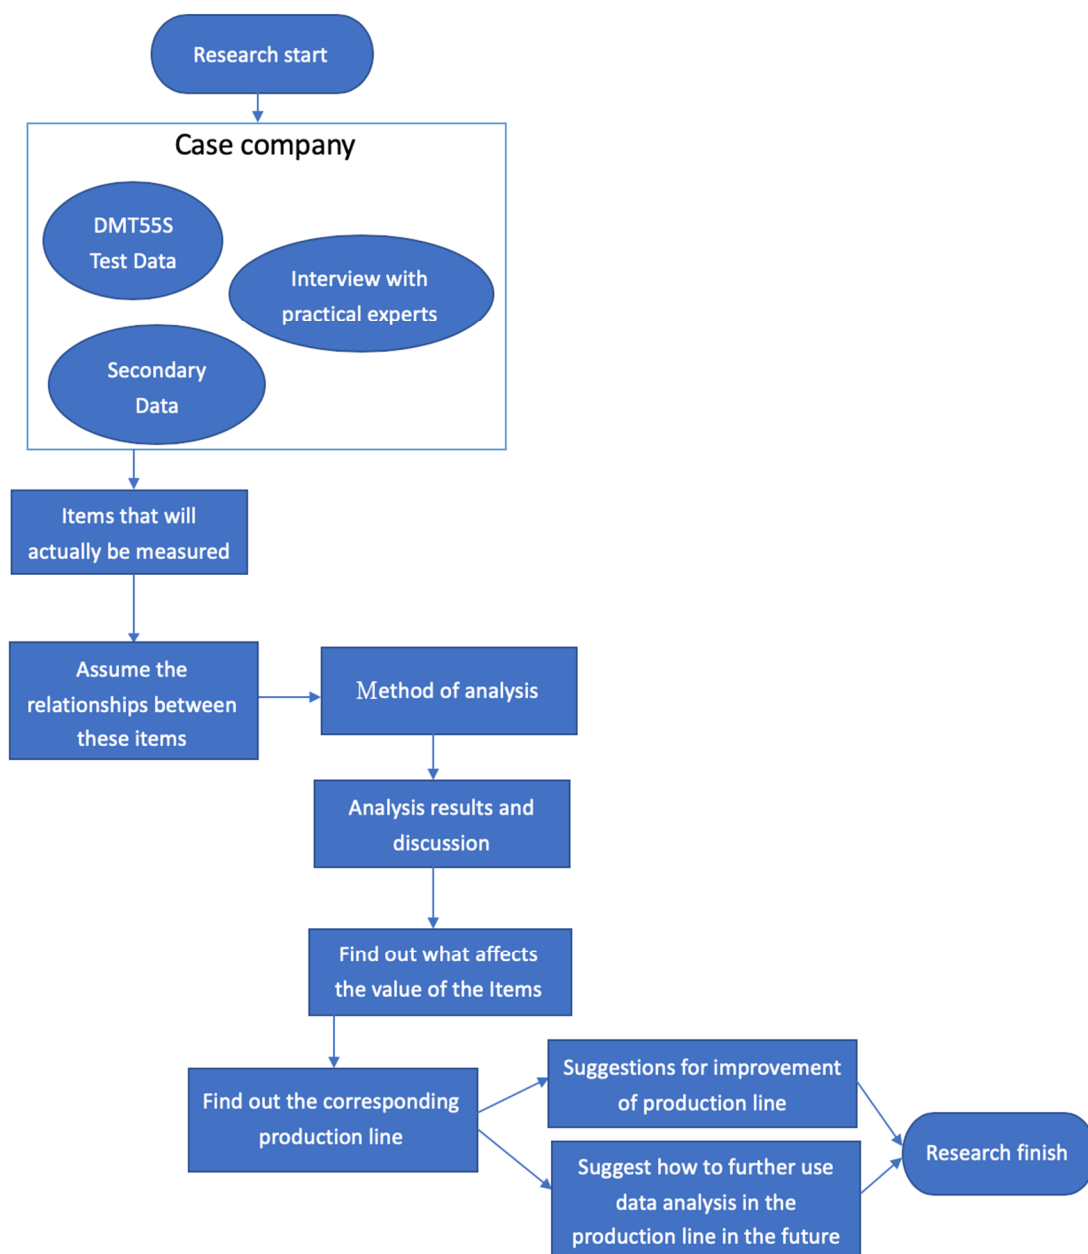 Research start
Case company
DMT55S
Test Data
Interview with
practical experts
Secondary
Data
Items that will
actually be measured
Assume the
relationships between
these items
Method of analysis
Analysis results and
discussion
Find out what affects
the value of the Items
Find out the corresponding
production line
Suggestions for improvement
of production line
Suggest how to further use
data analysis in the
production line in the future
Research finish